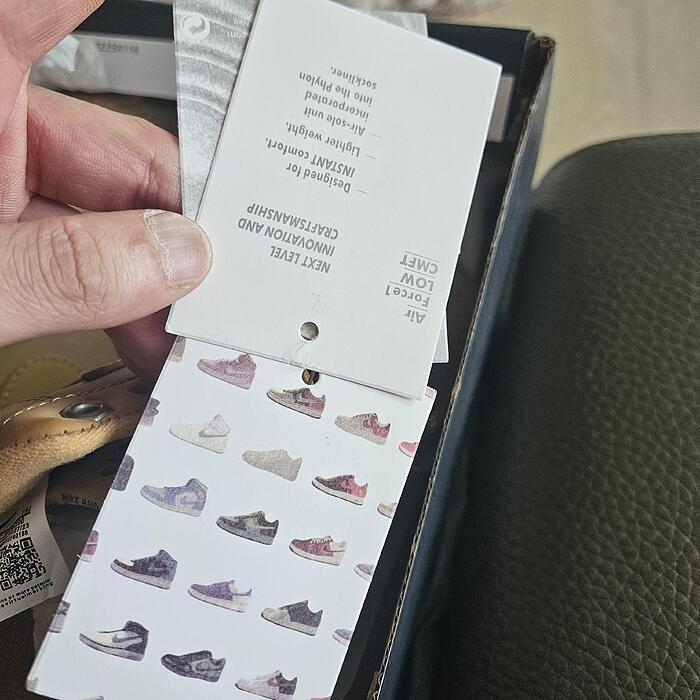 Air
Force 1
LOW
CMFT
NEXT LEVEL
INNOVATION AND
CRAFTSMANSHIP
— Designed for
INSTANT comfort.
— Lighter weight.
— Air-sole unit
incorporated
into the Phylon
sockliner.